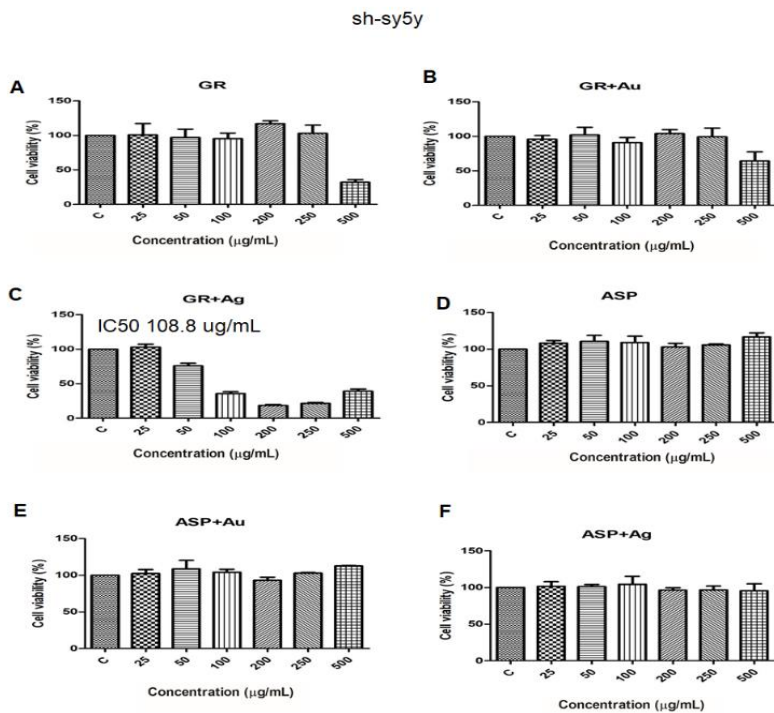 sh-sy5y
A
GR
150
100
50
0
Cell viability (%)
C
25
50
100
200
250
500
Concentration (µg/mL)
B
GR+Au
150
100
50
0
Cell viability (%)
C
25
50
100
200
250
500
Concentration (µg/mL)
C
GR+Ag
IC50 108.8 ug/mL
150
100
50
0
Cell viability (%)
C
25
50
100
200
250
500
Concentration (µg/mL)
D
ASP
150
100
50
0
Cell viability (%)
C
25
50
100
200
250
500
Concentration (µg/mL)
E
ASP+Au
150
100
50
0
Cell viability (%)
C
25
50
100
200
250
500
Concentration (µg/mL)
F
ASP+Ag
150
100
50
0
Cell viability (%)
C
25
50
100
200
250
500
Concentration (µg/mL)